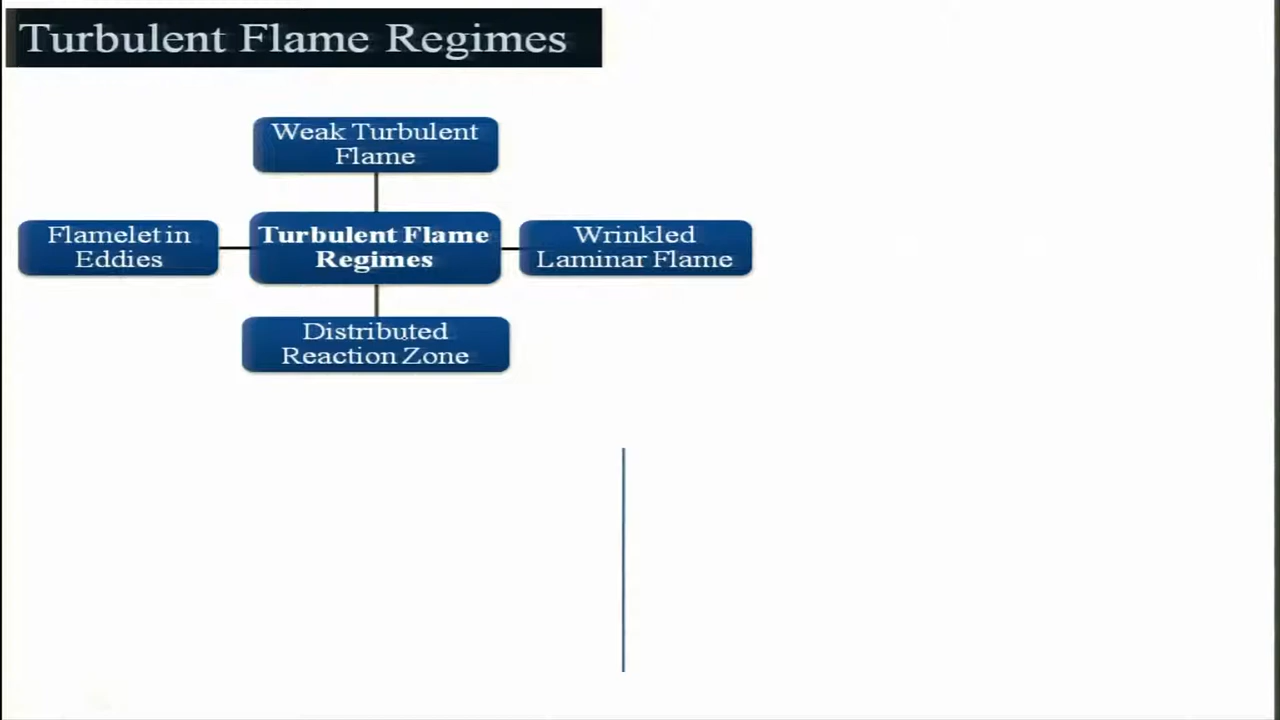 Turbulent Flame Regimes
Weak Turbulent
Flame
Flamelet in
Eddies
Turbulent Flame
Regimes
Wrinkled
Laminar Flame
Distributed
Reaction Zone